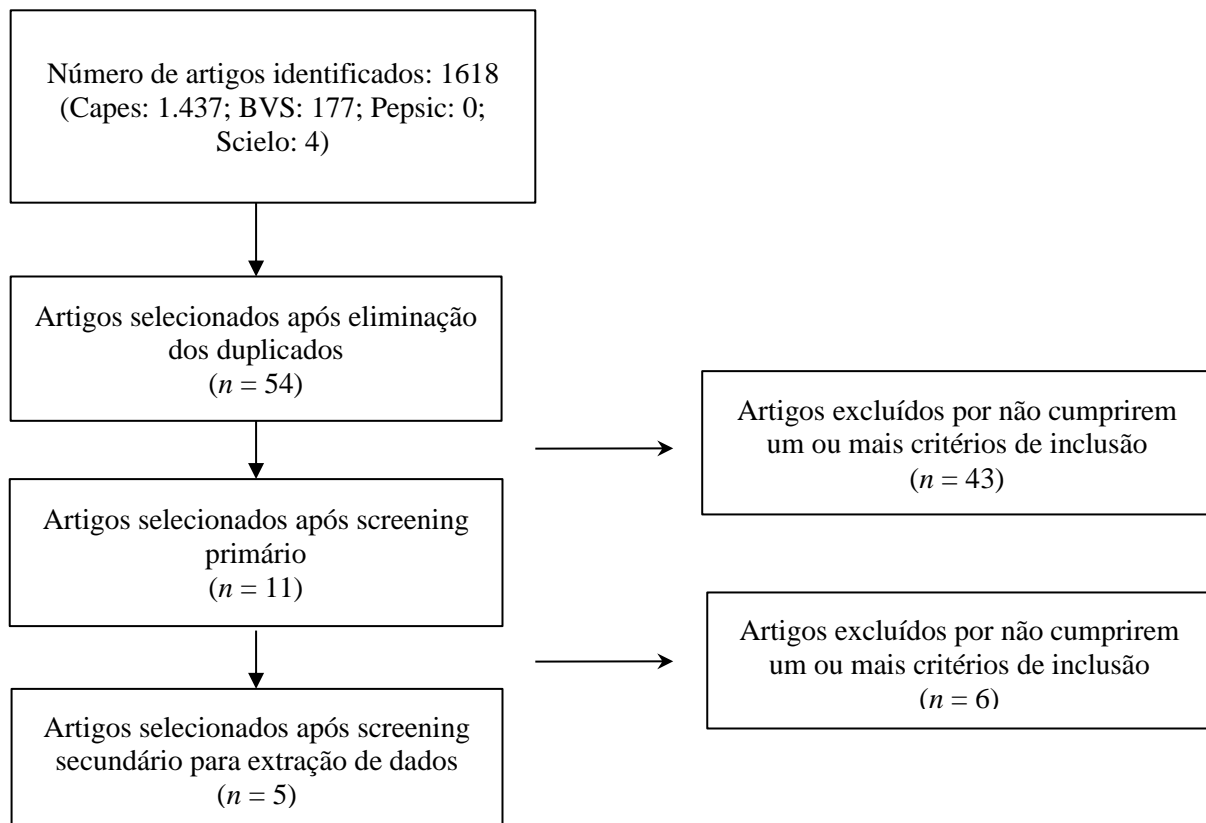 Número de artigos identificados: 1618
(Capes: 1.437; BVS: 177; Pepsic: 0;
Scielo: 4)
Artigos selecionados após eliminação
dos duplicados
(n = 54)
Artigos excluídos por não cumprirem
um ou mais critérios de inclusão
(n = 43)
Artigos selecionados após screening
primário
(n = 11)
Artigos excluídos por não cumprirem
um ou mais critérios de inclusão
(n = 6)
Artigos selecionados após screening
secundário para extração de dados
(n = 5)